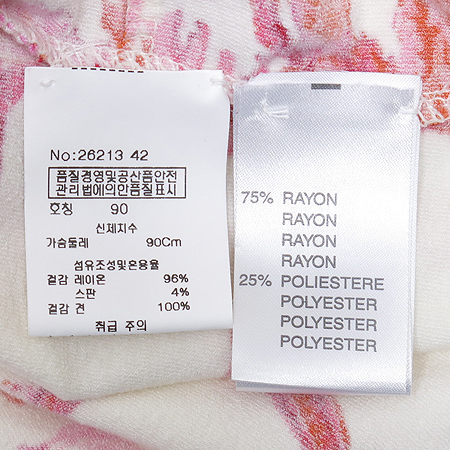 No:26213 42
품질경영및공산품안전
관리법에의한품질표시
호칭 90
신체치수
가슴둘레 90Cm
섬유조성및혼용율
겉감 레이온 96%
스판 4%
겉감 견 100%
취급 주의
75% RAYON
RAYON
RAYON
RAYON
25% POLIESTERE
POLYESTER
POLYESTER
POLYESTER